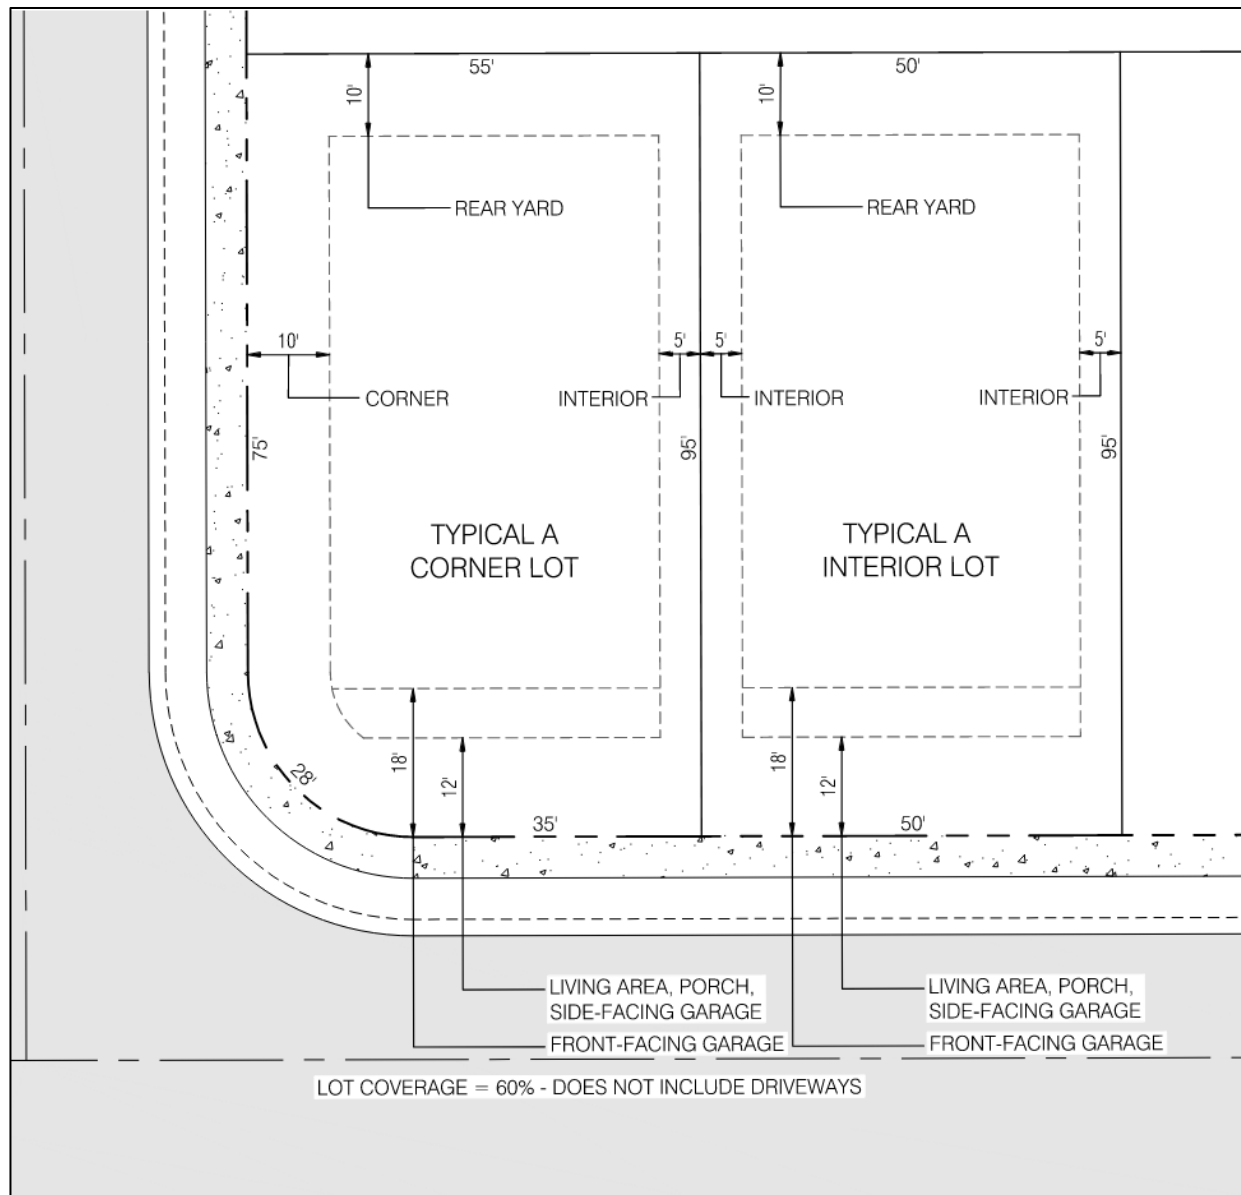 55'
50'
10'
10'
REAR YARD
REAR YARD
10'
5'
5'
5'
CORNER
INTERIOR
INTERIOR
INTERIOR
75'
95'
95'
TYPICAL A
CORNER LOT
TYPICAL A
INTERIOR LOT
28'
18'
12'
18'
12'
35'
50'
LIVING AREA, PORCH,
SIDE-FACING GARAGE
FRONT-FACING GARAGE
LIVING AREA, PORCH,
SIDE-FACING GARAGE
FRONT-FACING GARAGE
LOT COVERAGE = 60% - DOES NOT INCLUDE DRIVEWAYS